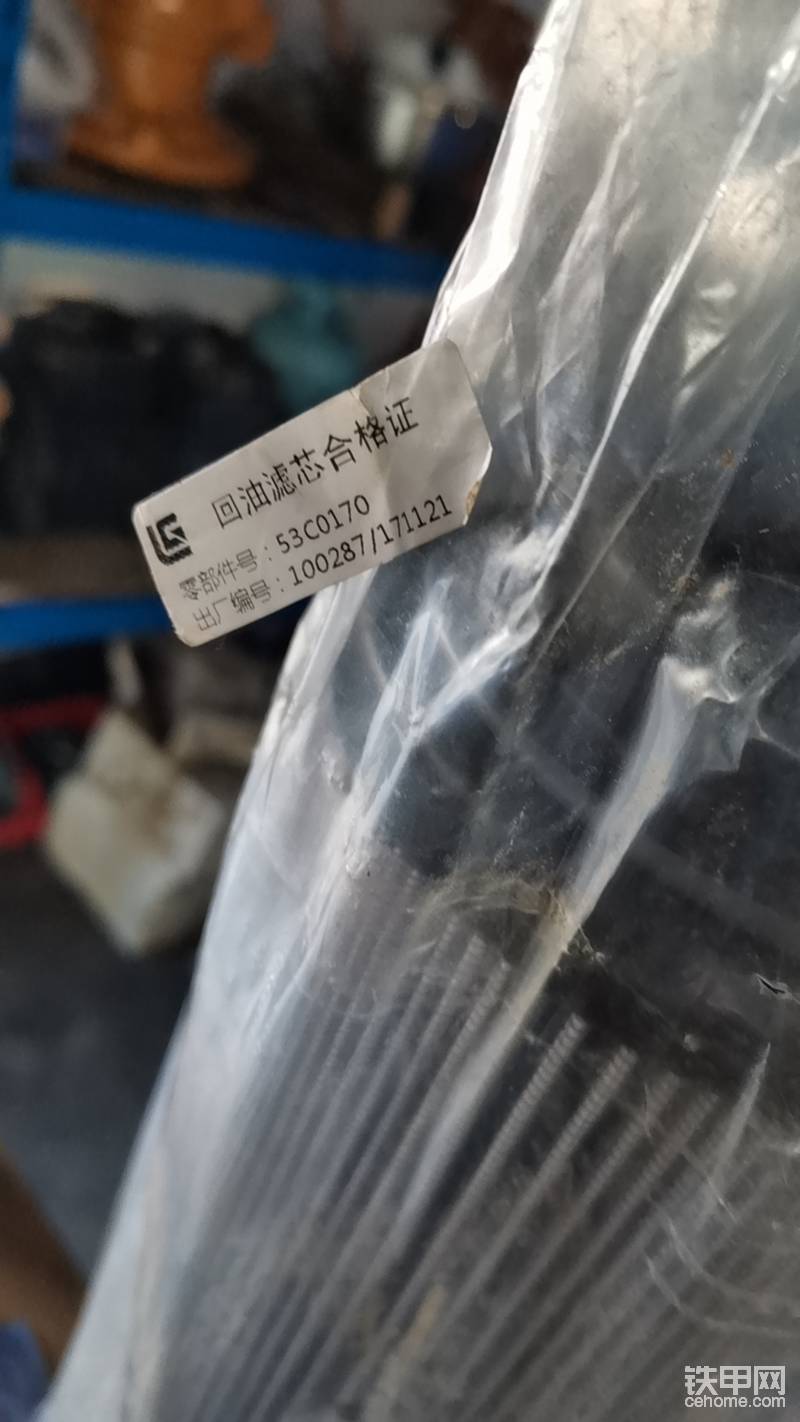 回油滤芯合格证
零部件号：53C0170
出厂编号：100287/171121
铁甲网
cehome.com